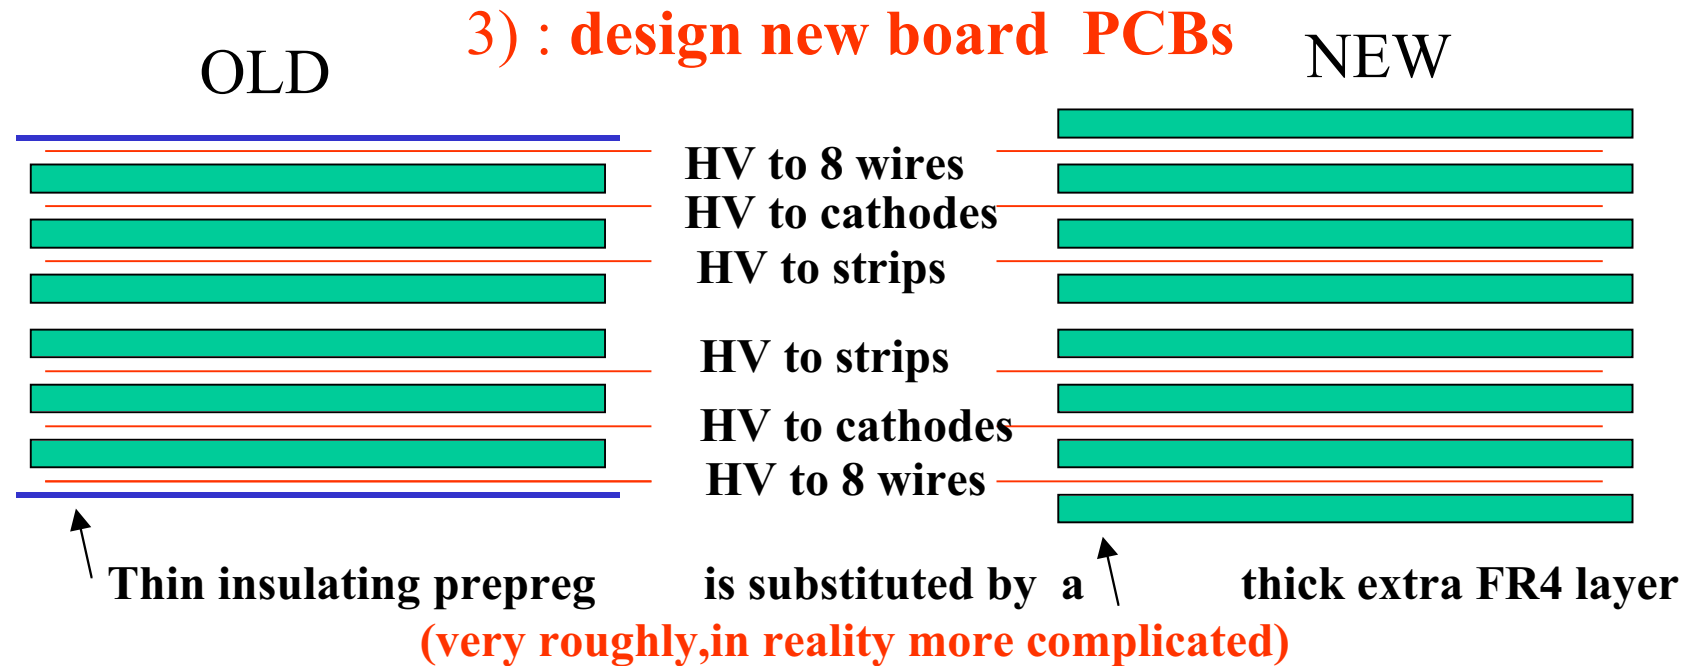 3) : design new board PCBs
OLD
NEW
HV to 8 wires
HV to cathodes
HV to strips
HV to strips
HV to cathodes
HV to 8 wires
Thin insulating prepreg is substituted by a thick extra FR4 layer
(very roughly,in reality more complicated)